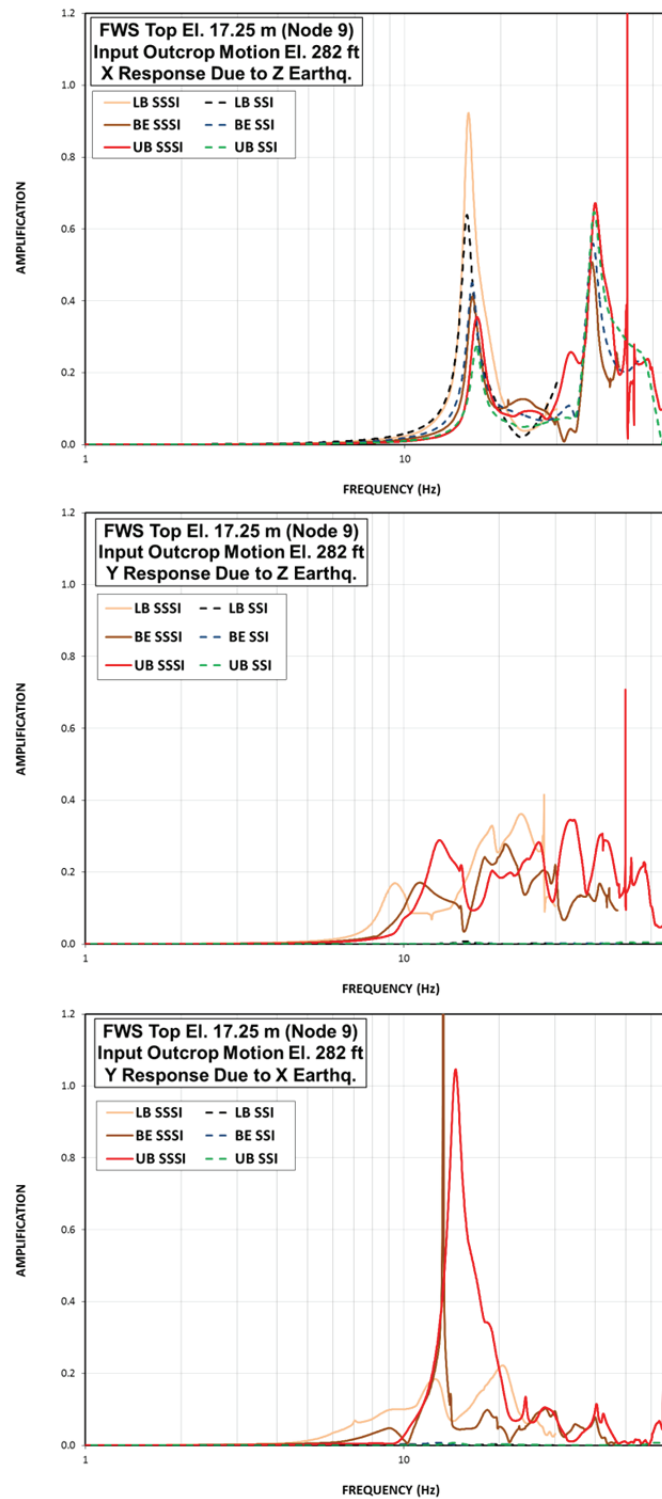 FWS Top El. 17.25 m (Node 9)
Input Outcrop Motion El. 282 ft
X Response Due to Z Earthq.
LB SSSI
LB SSI
BE SSSI
BE SSI
UB SSSI
UB SSI
AMPLIFICATION
1.2
1.0
0.8
0.6
0.4
0.2
0.0
1
10
FREQUENCY (Hz)
FWS Top El. 17.25 m (Node 9)
Input Outcrop Motion El. 282 ft
Y Response Due to Z Earthq.
LB SSSI
LB SSI
BE SSSI
BE SSI
UB SSSI
UB SSI
AMPLIFICATION
1.2
1.0
0.8
0.6
0.4
0.2
0.0
1
10
FREQUENCY (Hz)
FWS Top El. 17.25 m (Node 9)
Input Outcrop Motion El. 282 ft
Y Response Due to X Earthq.
LB SSSI
LB SSI
BE SSSI
BE SSI
UB SSSI
UB SSI
AMPLIFICATION
1.2
1.0
0.8
0.6
0.4
0.2
0.0
1
10
FREQUENCY (Hz)